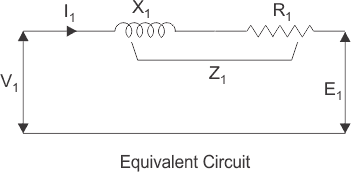 I₁
X₁
R₁
Z₁
V₁
E₁
Equivalent Circuit